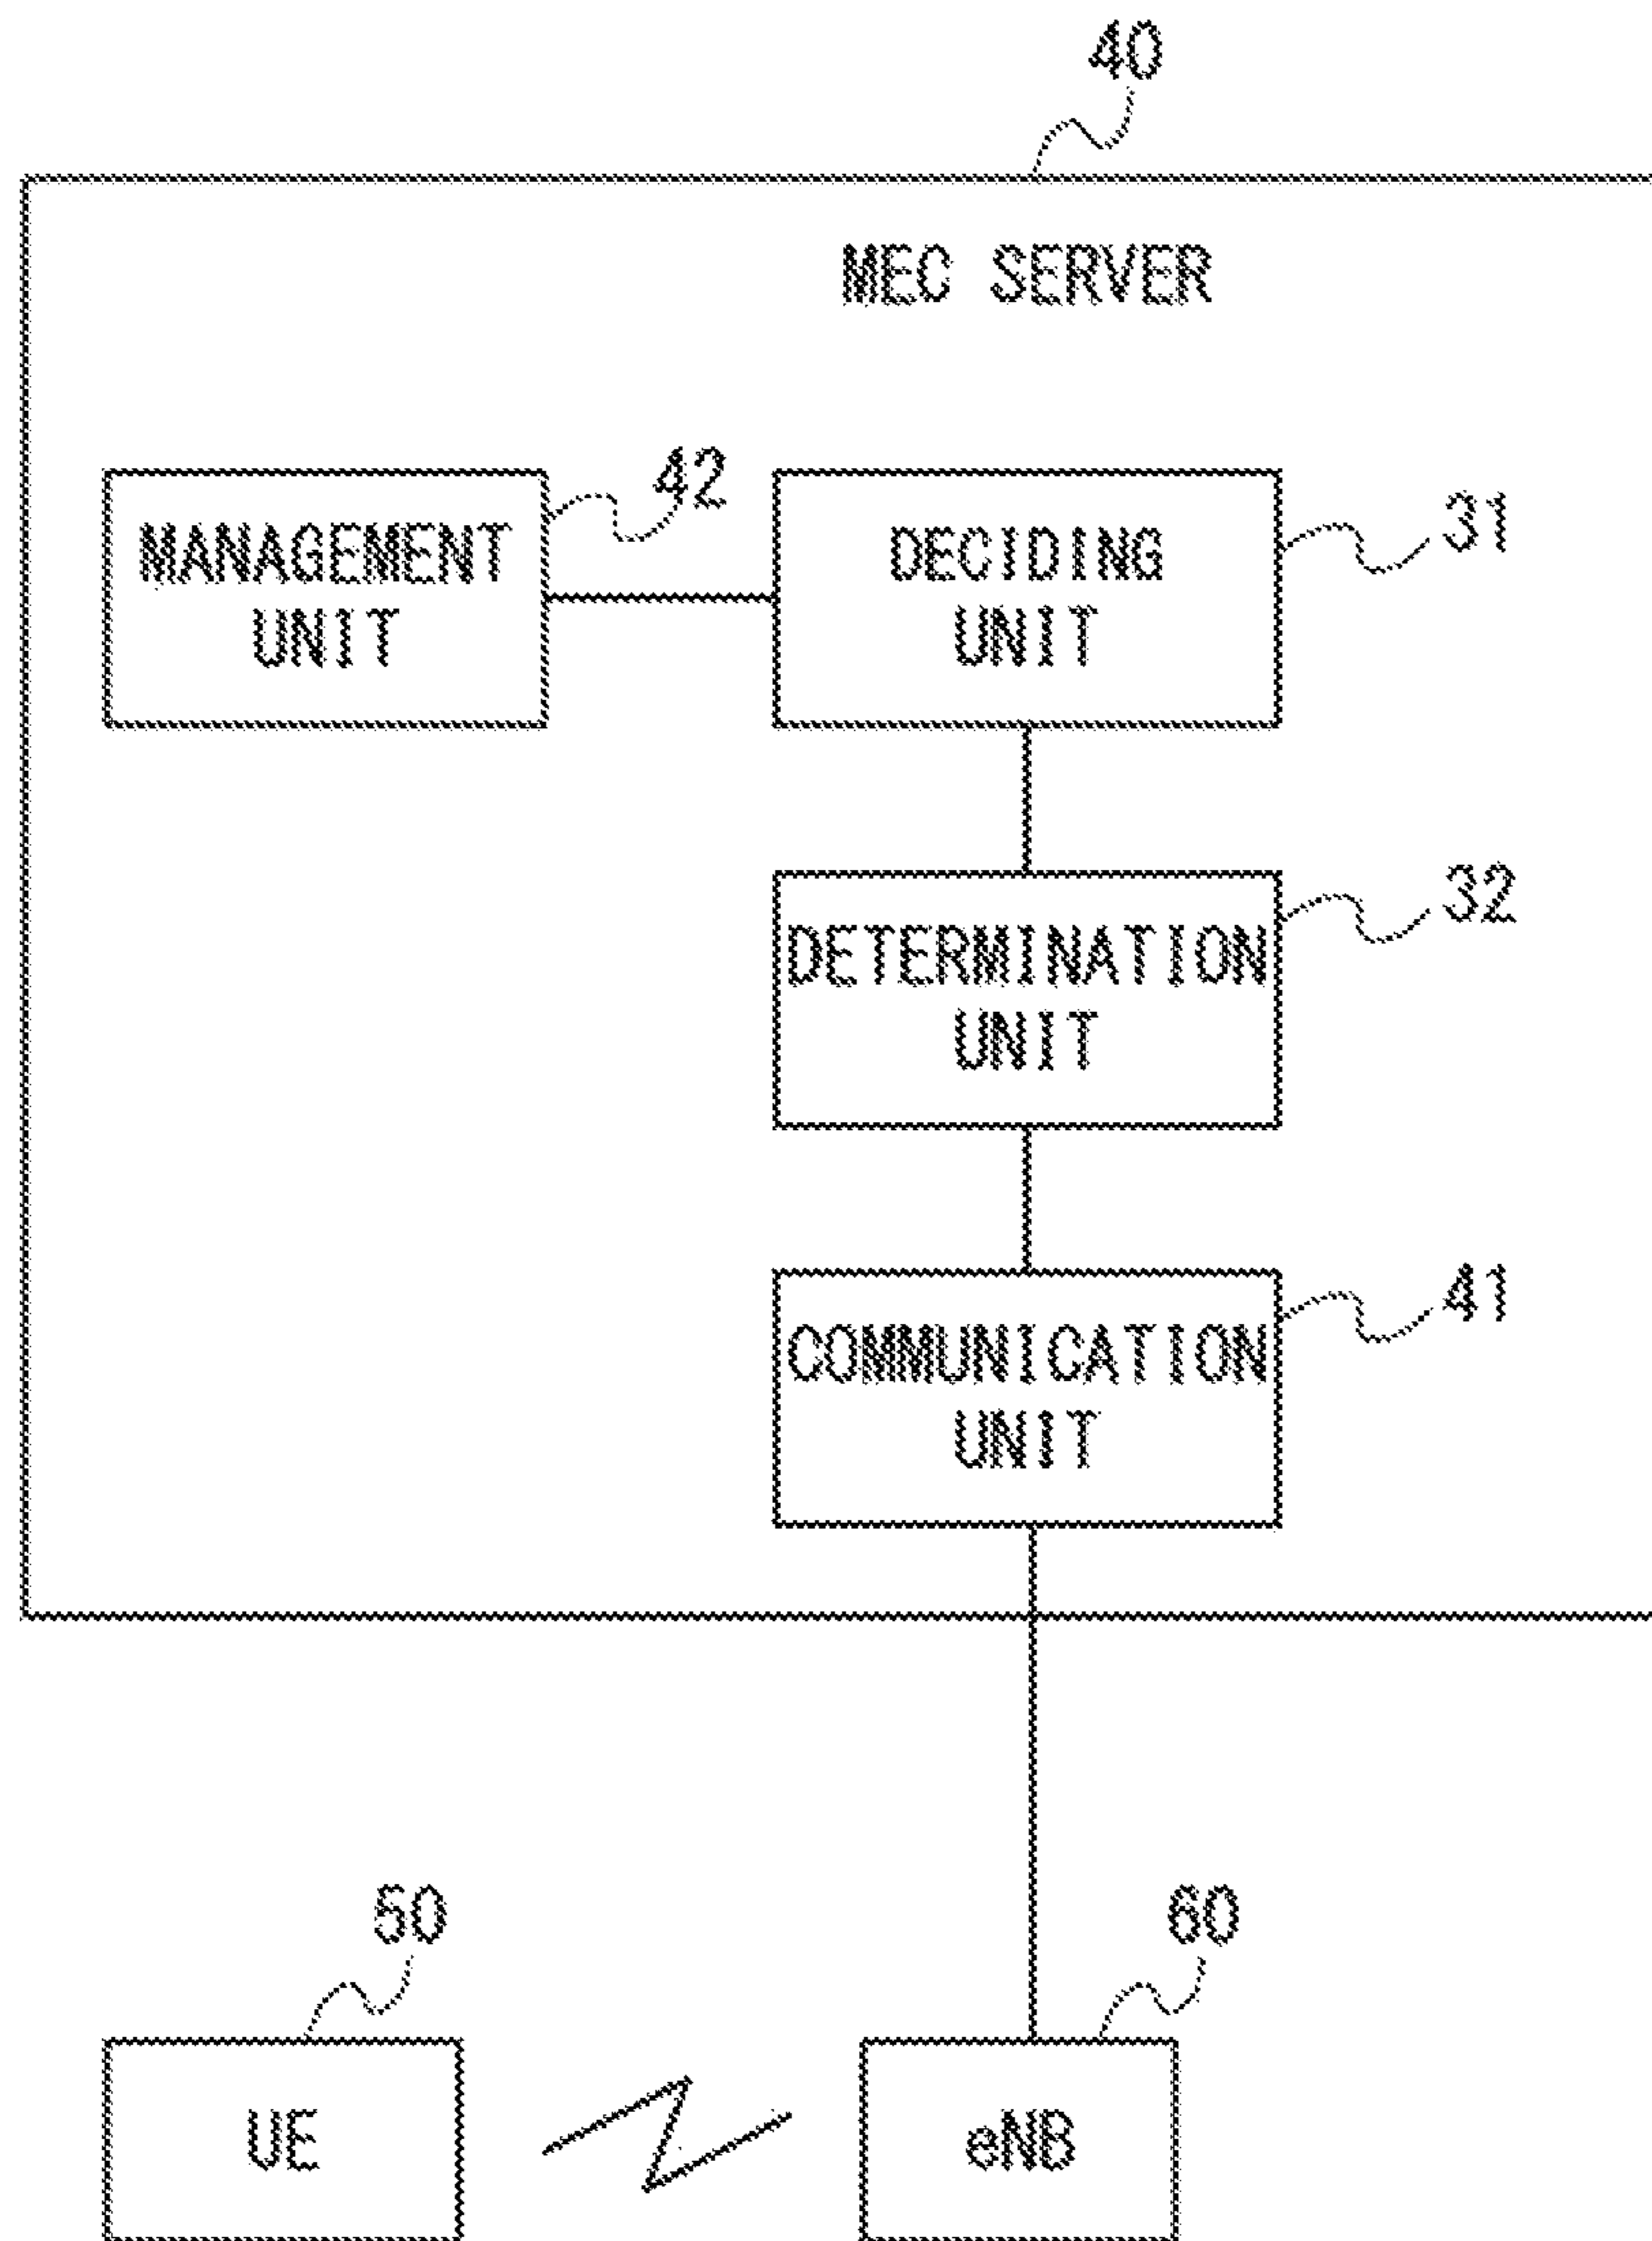 40
MEC SERVER
MANAGEMENT
UNIT
42
DECIDING
UNIT
31
DETERMINATION
UNIT
32
COMMUNICATION
UNIT
41
50
UE
60
eNB